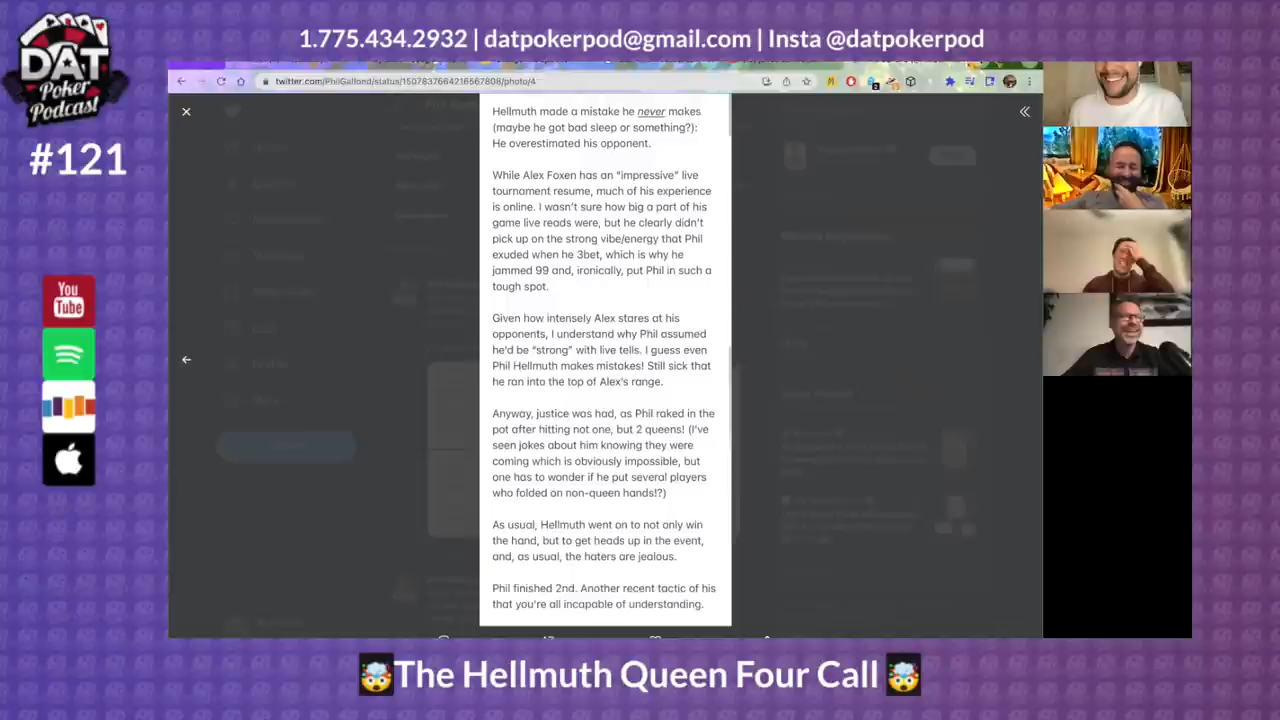 1.775.434.2932 | datpokerpod@gmail.com | Insta @datpokerpod
DAT
Poker
Podcast
#121
You
Tube
twitter.com/PhilGalfond/status/1507837664216567808/photo/4
Hellmuth made a mistake he never makes
(maybe he got bad sleep or something?):
He overestimated his opponent.
While Alex Foxen has an “impressive” live
tournament resume, much of his experience
is online. I wasn’t sure how big a part of his
game live reads were, but he clearly didn’t
pick up on the strong vibe/energy that Phil
exuded when he 3bet, which is why he
jammed 99 and, ironically, put Phil in such a
tough spot.
Given how intensely Alex stares at his
opponents, I understand why Phil assumed
he’d be “strong” with live tells. I guess even
Phil Hellmuth makes mistakes! Still sick that
he ran into the top of Alex’s range.
Anyway, justice was had, as Phil raked in the
pot after hitting not one, but 2 queens! (I’ve
seen jokes about him knowing they were
coming which is obviously impossible, but
one has to wonder if he put several players
who folded on non-queen hands!?)
As usual, Hellmuth went on to not only win
the hand, but to get heads up in the event,
and, as usual, the haters are jealous.
Phil finished 2nd. Another recent tactic of his
that you’re all incapable of understanding.
The Hellmuth Queen Four Call